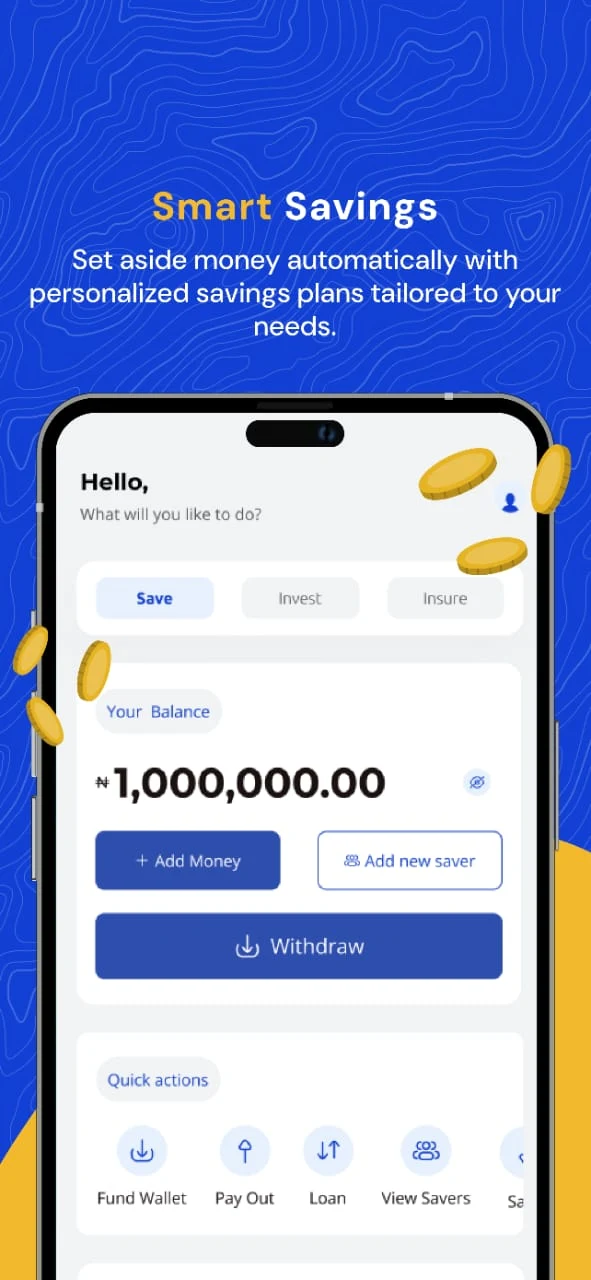 Smart Savings
Set aside money automatically with
personalized savings plans tailored to your
needs.
Hello,
What will you like to do?
Save
Invest
Insure
Your Balance
₦1,000,000.00
+ Add Money
Add new saver
Withdraw
Quick actions
Fund Wallet
Pay Out
Loan
View Savers
Sa